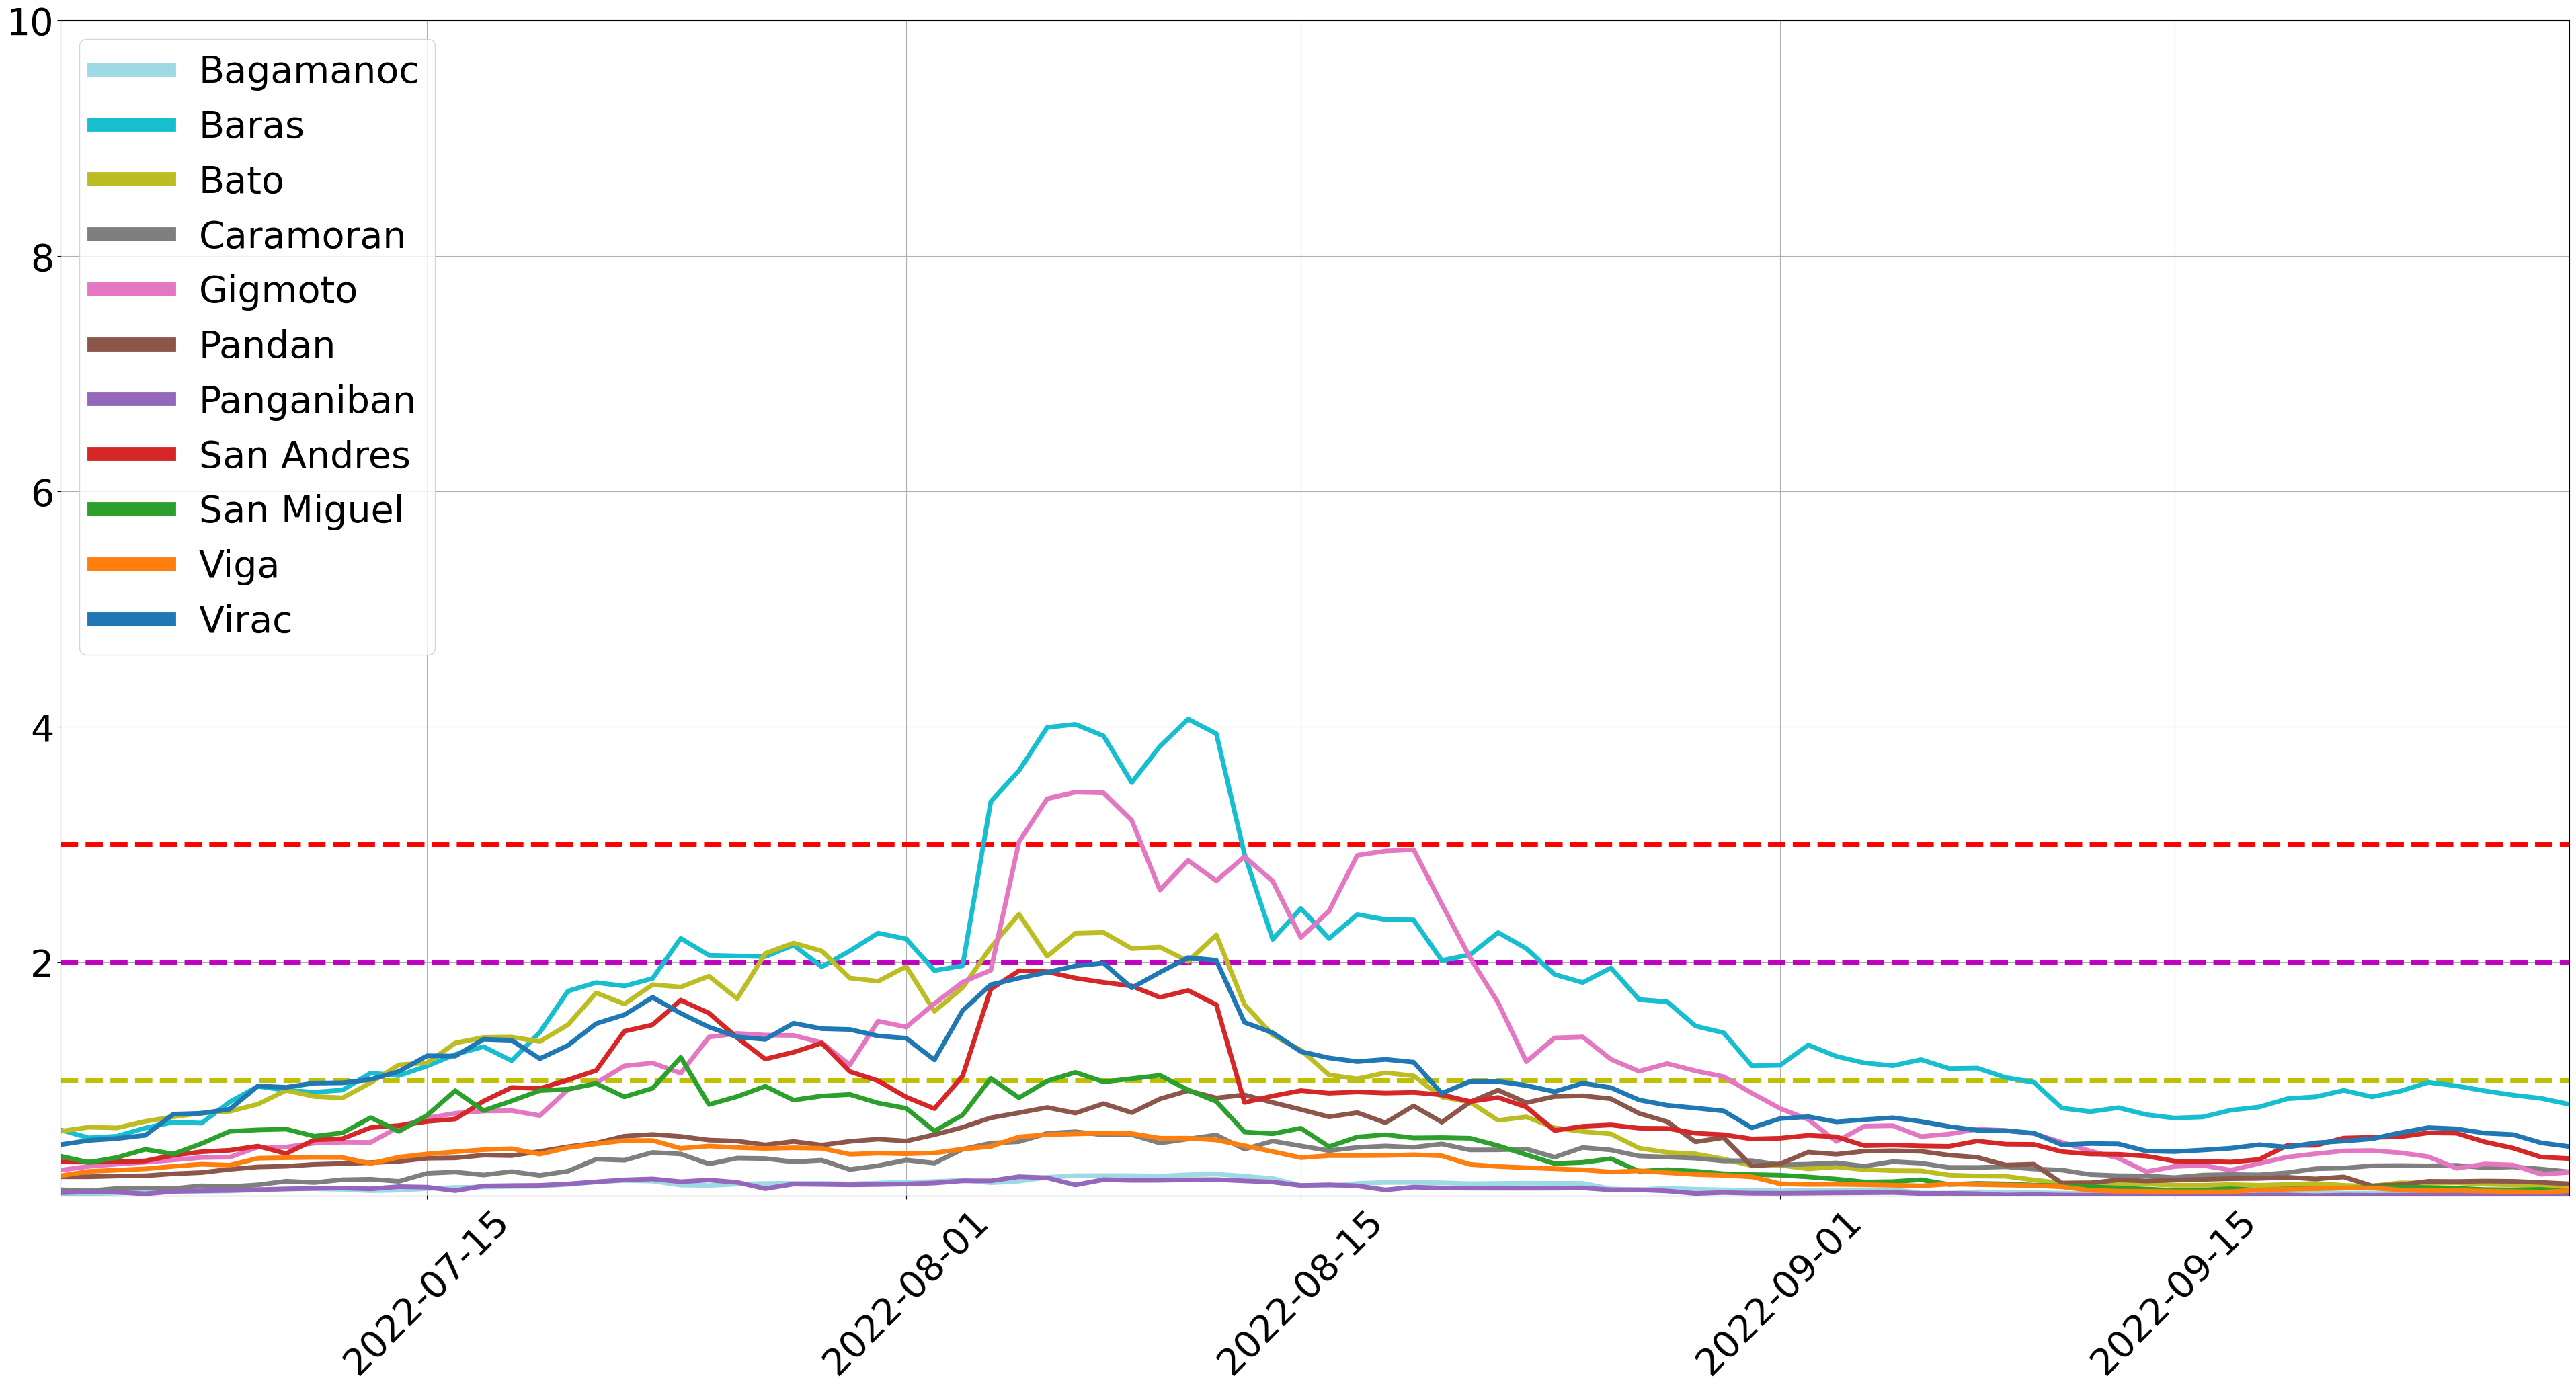 10
8
6
4
2
Bagamanoc
Baras
Bato
Caramoran
Gigmoto
Pandan
Panganiban
San Andres
San Miguel
Viga
Virac
2022-07-15
2022-08-01
2022-08-15
2022-09-01
2022-09-15